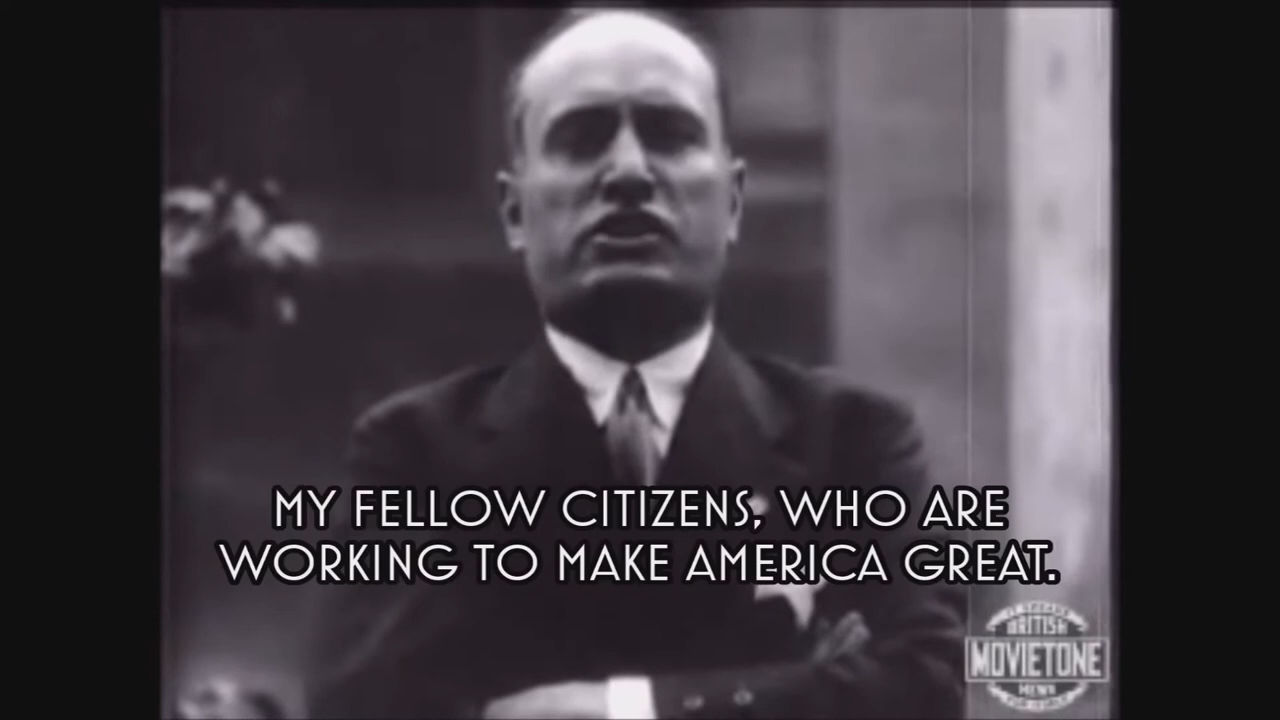 MY FELLOW CITIZENS, WHO ARE
WORKING TO MAKE AMERICA GREAT.
BRITISH
MOVIETONE
NEWS